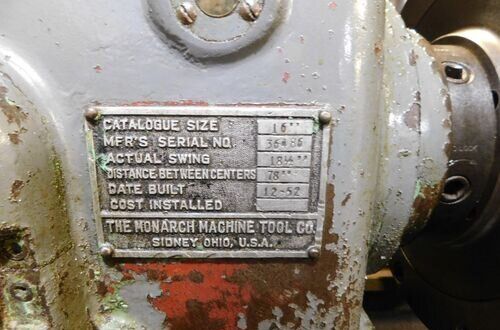 CATALOGUE SIZE 16"
MFR'S SERIAL NO. 36486
ACTUAL SWING 18½"
DISTANCE BETWEEN CENTERS 78"
DATE BUILT 12-52
COST INSTALLED
THE MONARCH MACHINE TOOL CO.
SIDNEY OHIO, U.S.A.